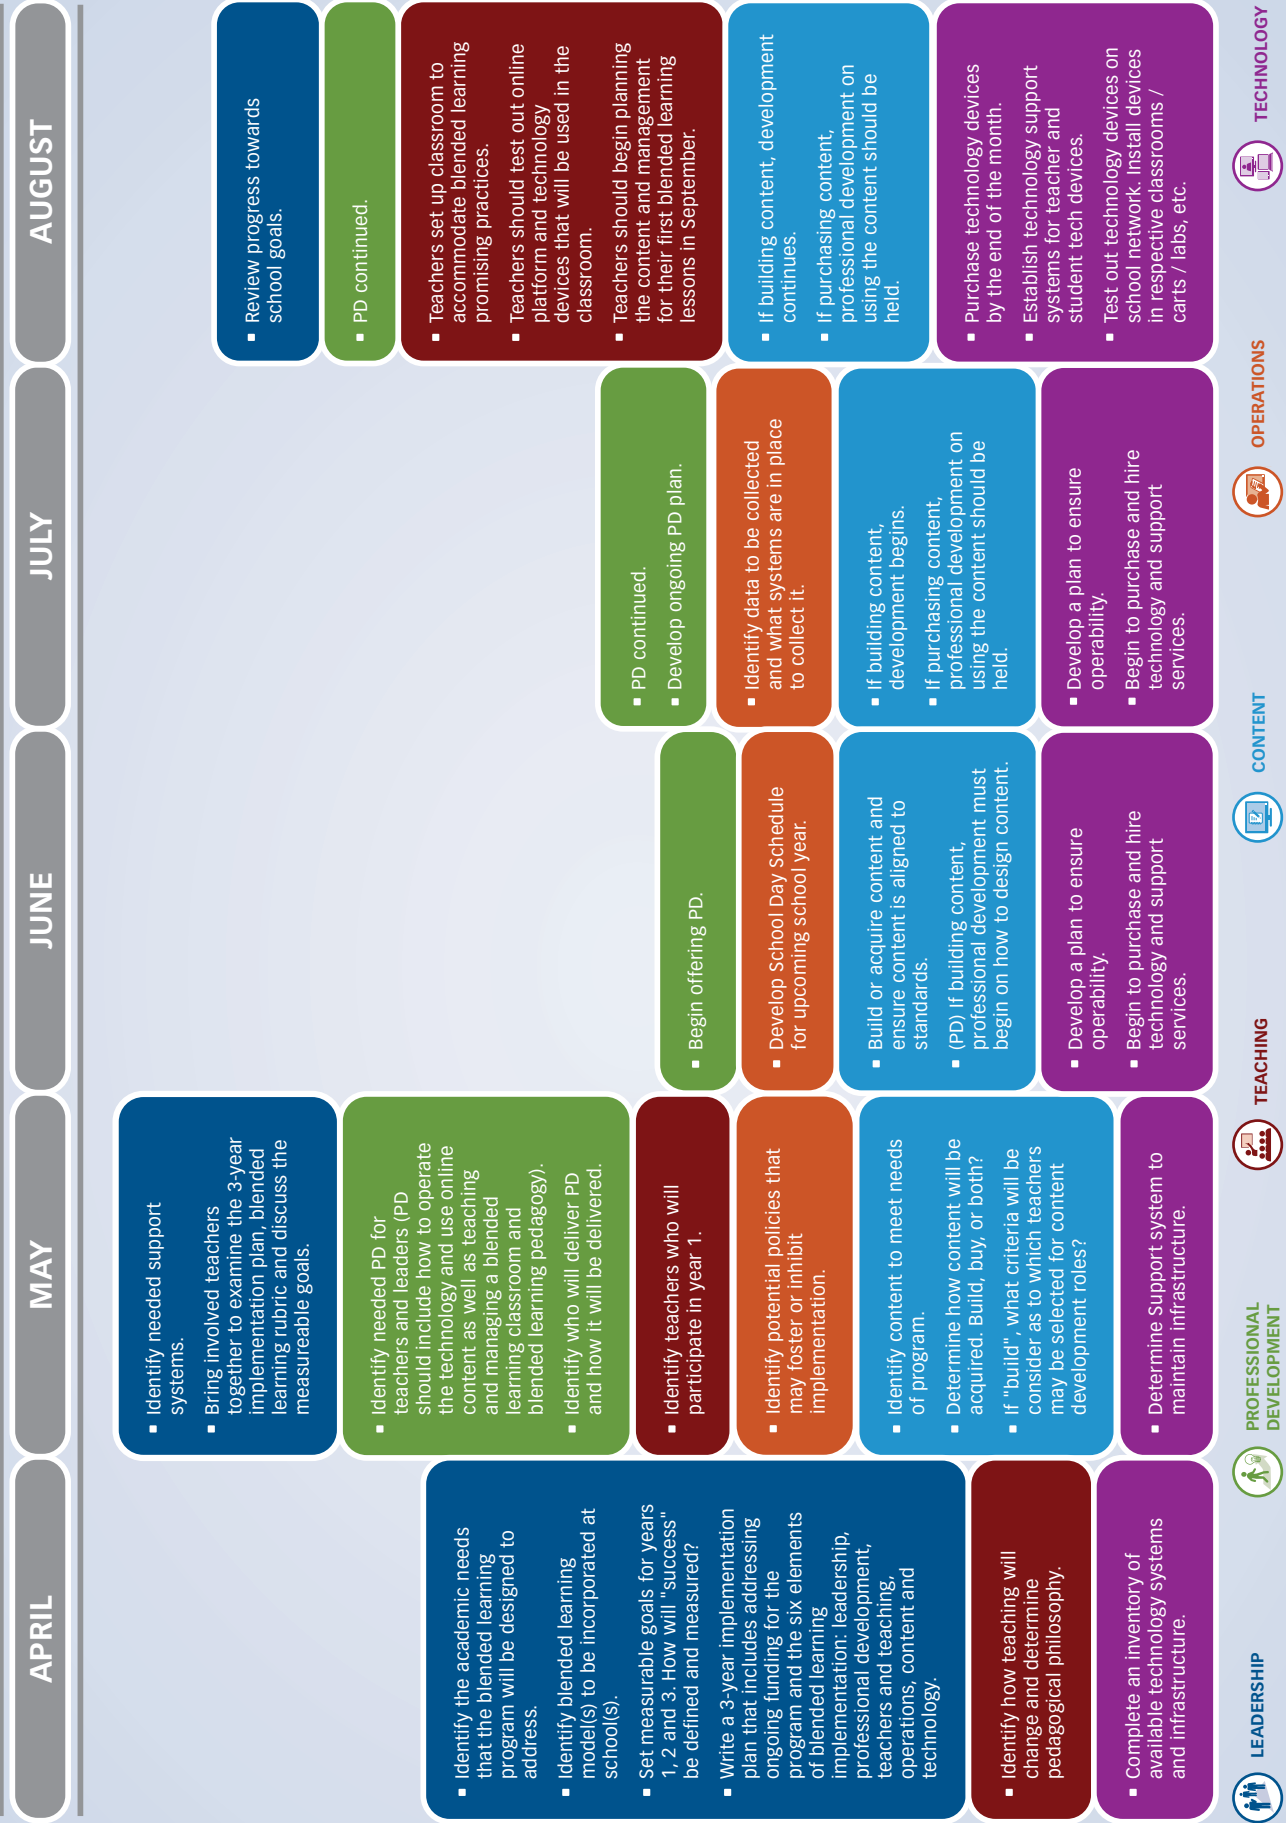 APRIL
MAY
JUNE
JULY
AUGUST
▪ Identify the academic needs
that the blended learning
program will be designed to
address.
▪ Identify blended learning
model(s) to be incorporated at
school(s).
▪ Set measurable goals for years
1, 2 and 3. How will "success"
be defined and measured?
▪ Write a 3-year implementation
plan that includes addressing
ongoing funding for the
program and the six elements
of blended learning
implementation: leadership,
professional development,
teachers and teaching,
operations, content and
technology.
▪ Identify how teaching will
change and determine
pedagogical philosophy.
▪ Complete an inventory of
available technology systems
and infrastructure.
▪ Identify needed support
systems.
▪ Bring involved teachers
together to examine the 3-year
implementation plan, blended
learning rubric and discuss the
measureable goals.
▪ Identify needed PD for
teachers and leaders (PD
should include how to operate
the technology and use online
content as well as teaching
and managing a blended
learning classroom and
blended learning pedagogy).
▪ Identify who will deliver PD
and how it will be delivered.
▪ Identify teachers who will
participate in year 1.
▪ Identify potential policies that
may foster or inhibit
implementation.
▪ Identify content to meet needs
of program.
▪ Determine how content will be
acquired. Build, buy, or both?
▪ If "build", what criteria will be
consider as to which teachers
may be selected for content
development roles?
▪ Determine Support system to
maintain infrastructure.
▪ Begin offering PD.
▪ Develop School Day Schedule
for upcoming school year.
▪ Build or acquire content and
ensure content is aligned to
standards.
▪ (PD) If building content,
professional development must
begin on how to design content.
▪ Develop a plan to ensure
operability.
▪ Begin to purchase and hire
technology and support
services.
▪ PD continued.
▪ Develop ongoing PD plan.
▪ Identify data to be collected
and what systems are in place
to collect it.
▪ If building content,
development begins.
▪ If purchasing content,
professional development on
using the content should be
held.
▪ Develop a plan to ensure
operability.
▪ Begin to purchase and hire
technology and support
services.
▪ Review progress towards
school goals.
▪ PD continued.
▪ Teachers set up classroom to
accommodate blended learning
promising practices.
▪ Teachers should test out online
platform and technology
devices that will be used in the
classroom.
▪ Teachers should begin planning
the content and management
for their first blended learning
lessons in September.
▪ If building content, development
continues.
▪ If purchasing content,
professional development on
using the content should be
held.
▪ Purchase technology devices
by the end of the month.
▪ Establish technology support
systems for teacher and
student tech devices.
▪ Test out technology devices on
school network. Install devices
in respective classrooms /
carts / labs, etc.
LEADERSHIP
PROFESSIONAL
DEVELOPMENT
TEACHING
CONTENT
OPERATIONS
TECHNOLOGY